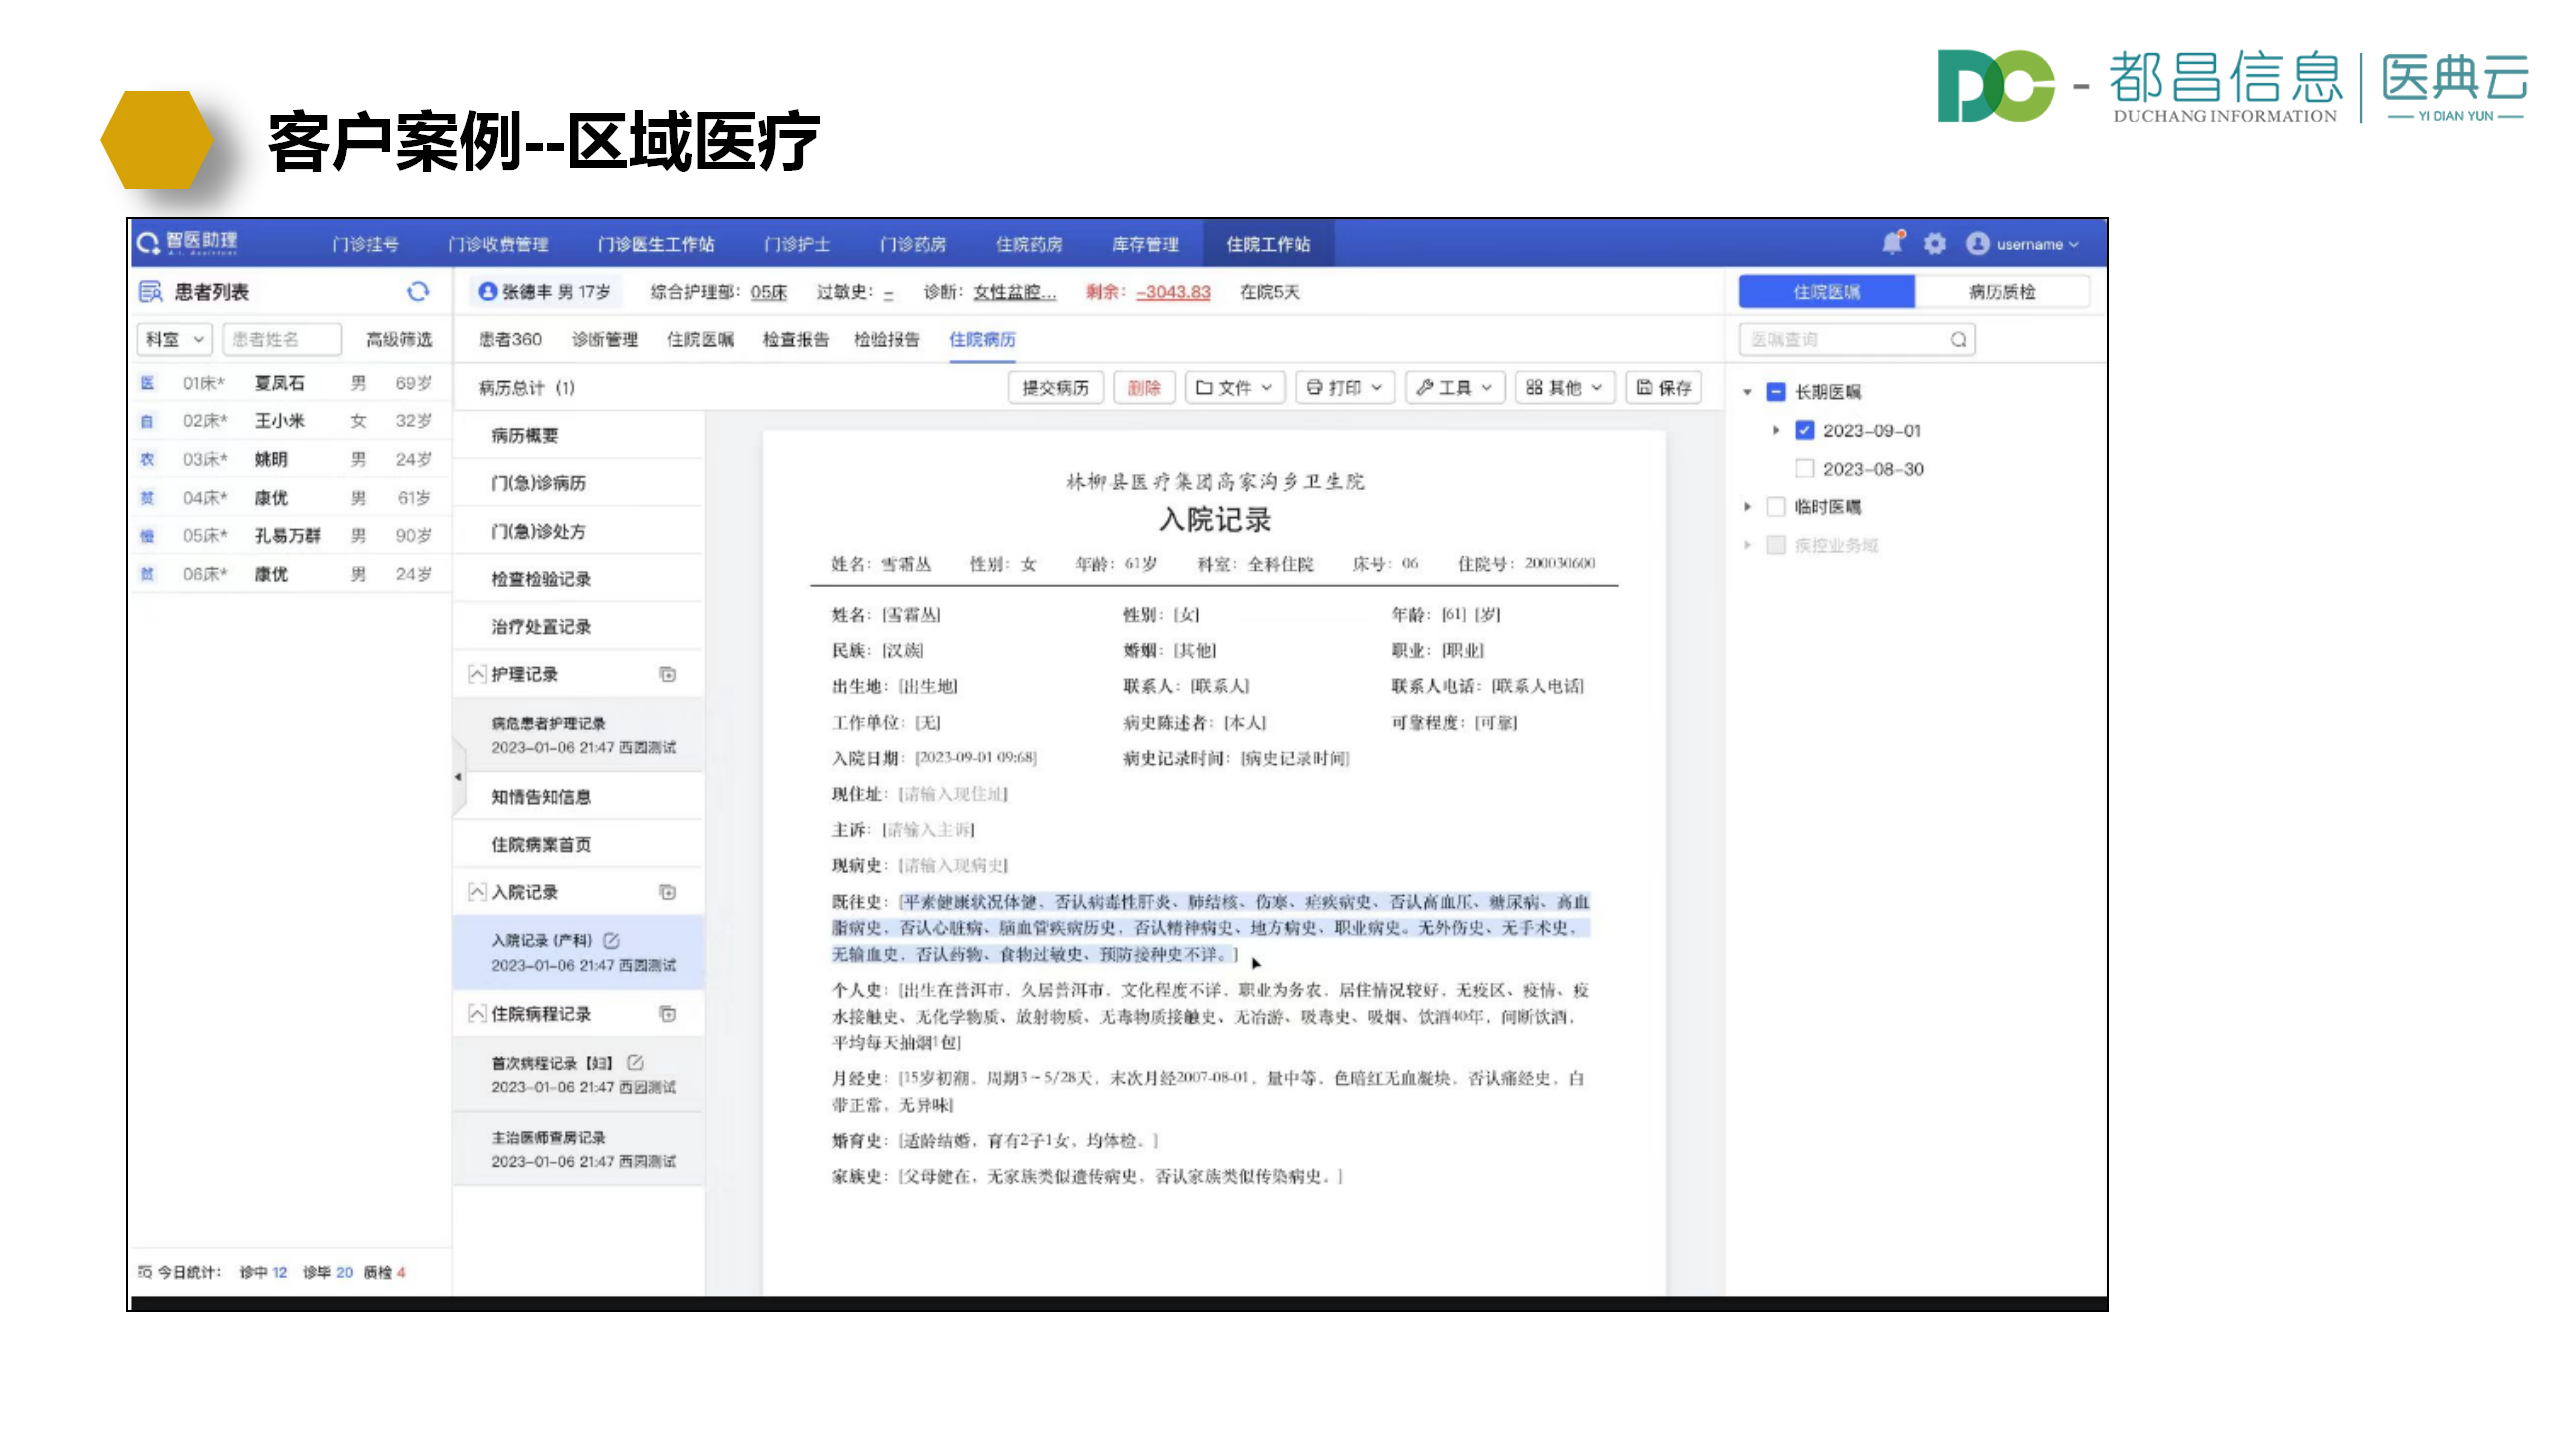 客户案例--区域医疗
DC - 都昌信息 医典云
DUCHANG INFORMATION YI DIAN YUN
智医助理 门诊挂号 门诊收费管理 门诊医生工作站 门诊护士 门诊药房 住院药房 库存管理 住院工作站 username
患者列表
科室 患者姓名 高级筛选
医 01床* 夏凤石 男 69岁
自 02床* 王小米 女 32岁
农 03床* 姚明 男 24岁
04床* 康优 男 61岁
05床* 孔易万群 男 90岁
06床* 康优 男 24岁
今日统计： 诊中 12 诊毕 20 质检 4
张德丰 男 17岁 综合护理部：05床 过敏史：– 诊断：女性盆腔... 剩余：-3043.83 在院5天
患者360 诊断管理 住院医嘱 检查报告 检验报告 住院病历
病历总计（1） 提交病历 删除 文件 打印 工具 其他 保存
病历概要
门(急)诊病历
门(急)诊处方
检查检验记录
治疗处置记录
护理记录
病危患者护理记录
2023-01-06 21:47 西园测试
知情告知信息
住院病案首页
入院记录
入院记录 (产科)
2023-01-06 21:47 西园测试
住院病程记录
首次病程记录【妇】
2023-01-06 21:47 西园测试
主治医师查房记录
2023-01-06 21:47 西园测试
林柳县医疗集团高家沟乡卫生院
入院记录
姓名：雪霜丛 性别：女 年龄：61岁 科室：全科住院 床号：06 住院号：200030600
姓名：[雪霜丛] 性别：[女] 年龄：[61] [岁]
民族：[汉族] 婚姻：[其他] 职业：[职业]
出生地：[出生地] 联系人：[联系人] 联系人电话：[联系人电话]
工作单位：[无] 病史陈述者：[本人] 可靠程度：[可靠]
入院日期：[2023-09-01 09:68] 病史记录时间：[病史记录时间]
现住址：[请输入现住址]
主诉：[请输入主诉]
现病史：[请输入现病史]
既往史：[平素健康状况体健，否认病毒性肝炎、肺结核、伤寒、疟疾病史、否认高血压、糖尿病、高血
脂病史，否认心脏病、脑血管疾病历史，否认精神病史、地方病史、职业病史。无外伤史、无手术史，
无输血史，否认药物、食物过敏史、预防接种史不详。]
个人史：[出生在普洱市，久居普洱市，文化程度不详，职业为务农，居住情况较好，无疫区、疫情、疫
水接触史、无化学物质、放射物质、无毒物质接触史、无冶游、吸毒史、吸烟、饮酒40年，间断饮酒，
平均每天抽烟1包]
月经史：[15岁初潮，周期3～5/28天，末次月经2007-08-01，量中等，色暗红无血凝块，否认痛经史，白
带正常，无异味]
婚育史：[适龄结婚，育有2子1女，均体检。]
家族史：[父母健在，无家族类似遗传病史，否认家族类似传染病史。]
住院医嘱 病历质检
医嘱查询
长期医嘱
2023-09-01
2023-08-30
临时医嘱
疾控业务域